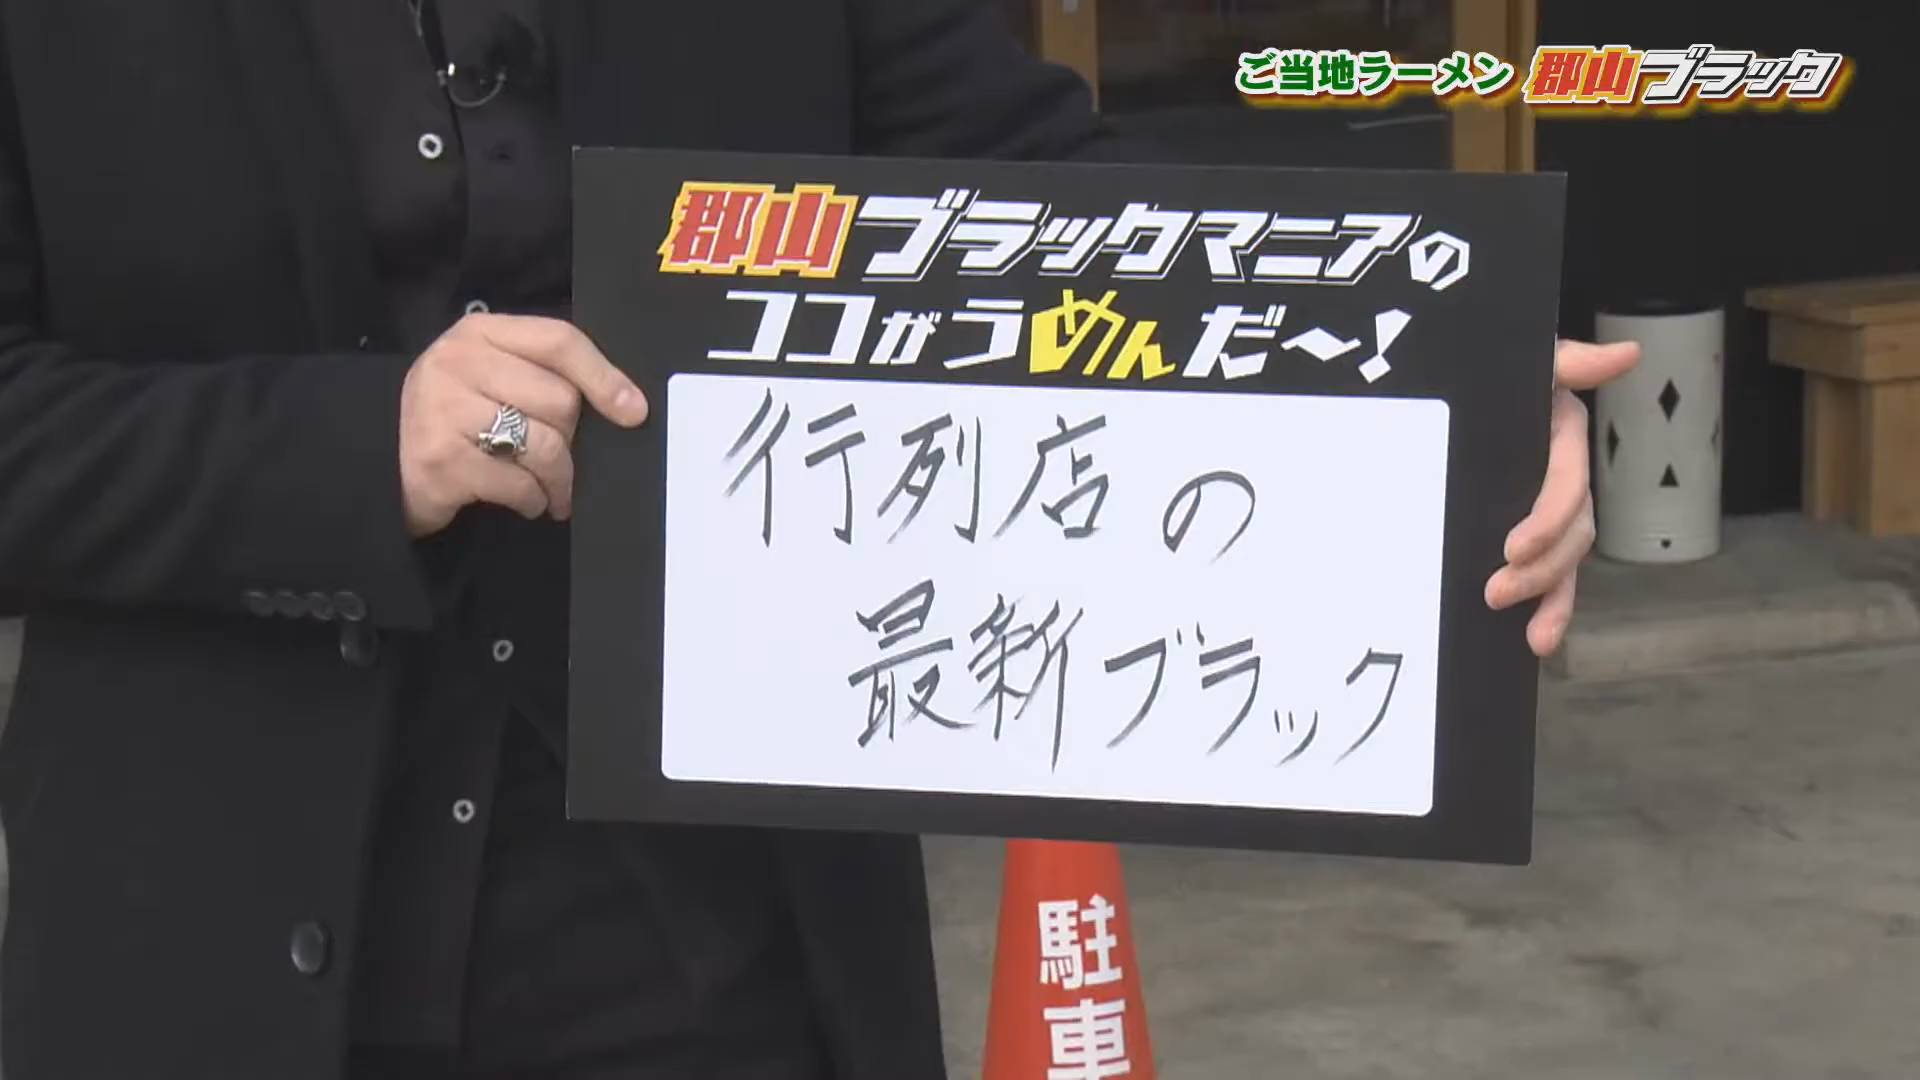 ご当地ラーメン 郡山ブラック
郡山ブラックマニアの
ココがうめんだ～!
行列店の
最新ブラック
駐
車